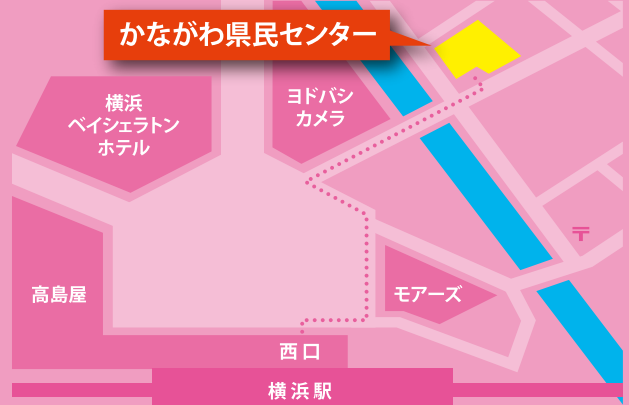 かながわ県民センター
横浜
ベイシェラトン
ホテル
ヨドバシ
カメラ
〒
高島屋
モアーズ
西口
横浜駅